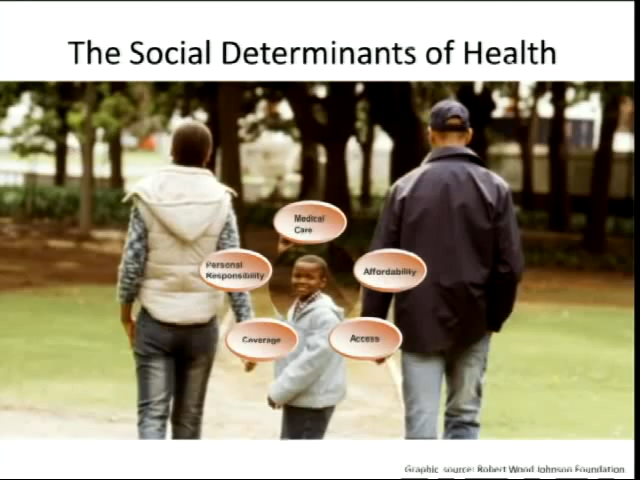 The Social Determinants of Health
Medical
Care
Personal
Responsibility
Affordability
Coverage
Access
Graphic source: Robert Wood Johnson Foundation